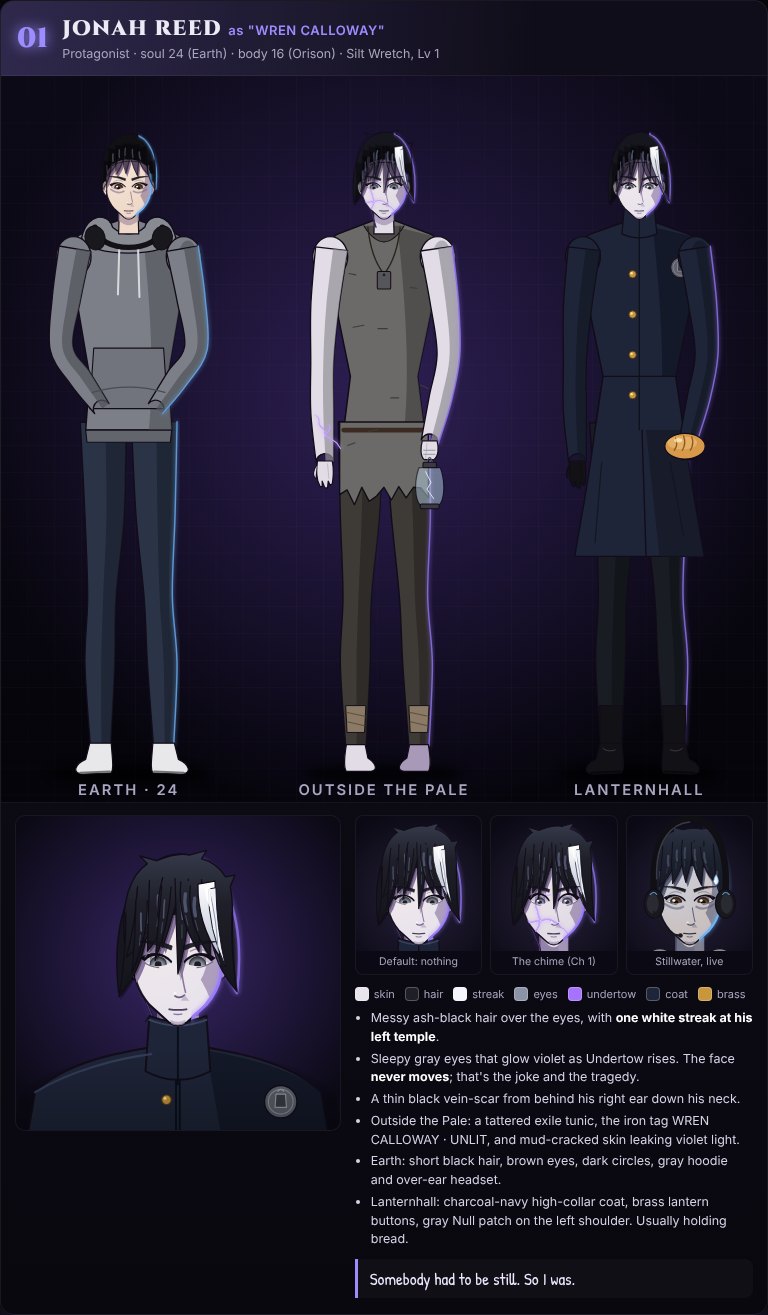 01 JONAH REED as "WREN CALLOWAY"
Protagonist · soul 24 (Earth) · body 16 (Orison) · Silt Wretch, Lv 1
EARTH · 24
OUTSIDE THE PALE
LANTERNHALL
Default: nothing
The chime (Ch 1)
Stillwater, live
skin hair streak eyes undertow coat brass
• Messy ash-black hair over the eyes, with one white streak at his
left temple.
• Sleepy gray eyes that glow violet as Undertow rises. The face
never moves; that's the joke and the tragedy.
• A thin black vein-scar from behind his right ear down his neck.
• Outside the Pale: a tattered exile tunic, the iron tag WREN
CALLOWAY · UNLIT, and mud-cracked skin leaking violet light.
• Earth: short black hair, brown eyes, dark circles, gray hoodie
and over-ear headset.
• Lanternhall: charcoal-navy high-collar coat, brass lantern
buttons, gray Null patch on the left shoulder. Usually holding
bread.
Somebody had to be still. So I was.